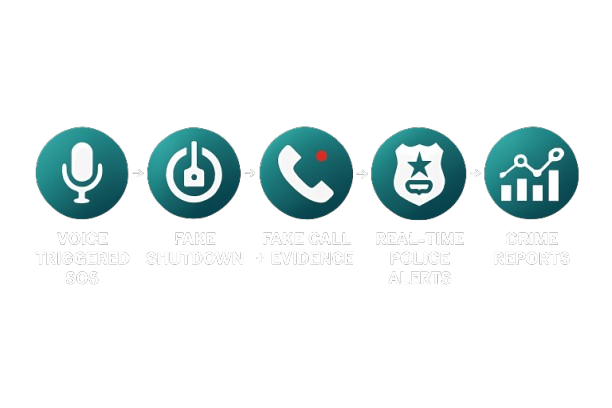 VOICE
TRIGGERED
SOS
FAKE
SHUTDOWN
FAKE CALL
+ EVIDENCE
REAL-TIME
POLICE
ALERTS
CRIME
REPORTS